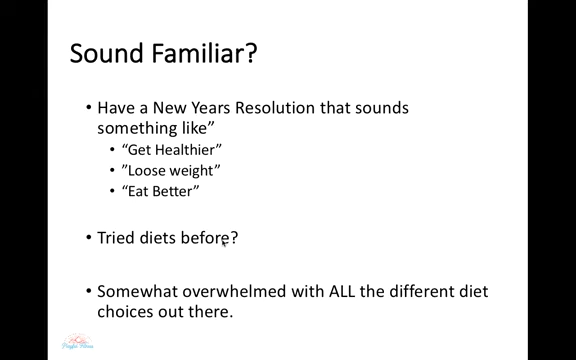 Sound Familiar?
• Have a New Years Resolution that sounds
something like”
• “Get Healthier”
• ”Loose weight”
• “Eat Better”
• Tried diets before?
• Somewhat overwhelmed with ALL the different diet
choices out there.